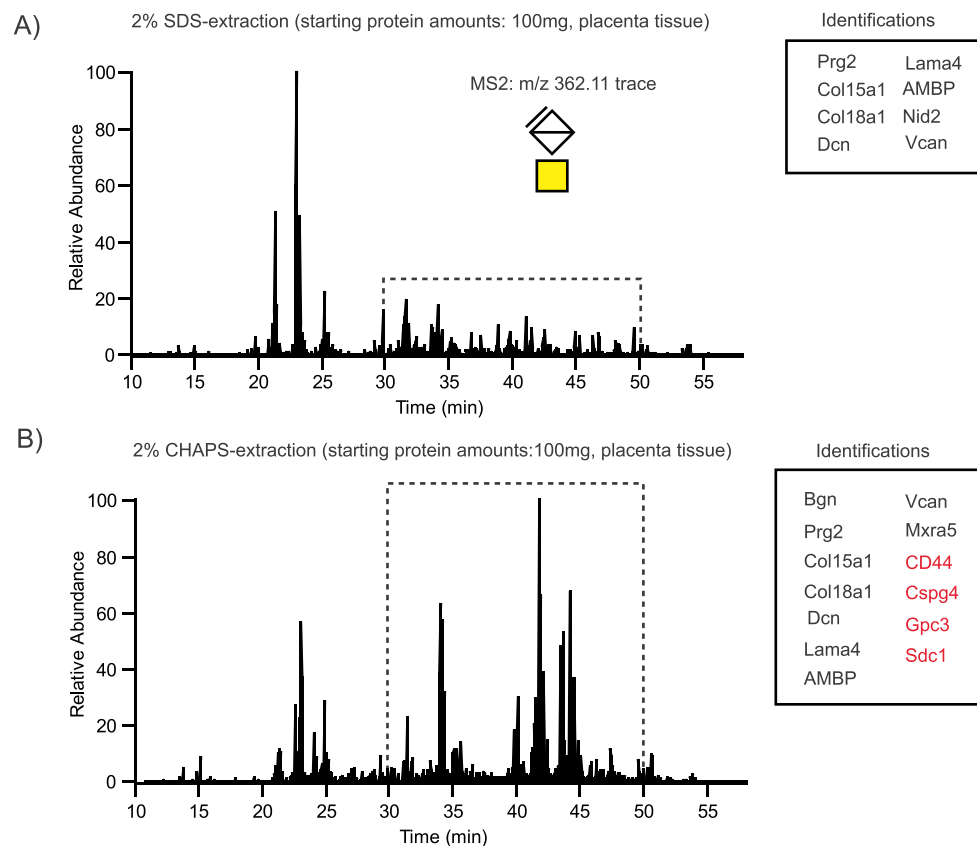 A)
2% SDS-extraction (starting protein amounts: 100mg, placenta tissue)
Identifications
MS2: m/z 362.11 trace
Prg2 Lama4
Col15a1 AMBP
Col18a1 Nid2
Dcn Vcan
Relative Abundance
100
80
60
40
20
0
10 15 20 25 30 35 40 45 50 55
Time (min)
B)
2% CHAPS-extraction (starting protein amounts:100mg, placenta tissue)
Identifications
Bgn Vcan
Prg2 Mxra5
Col15a1 CD44
Col18a1 Cspg4
Dcn Gpc3
Lama4 Sdc1
AMBP
Relative Abundance
100
80
60
40
20
0
10 15 20 25 30 35 40 45 50 55
Time (min)